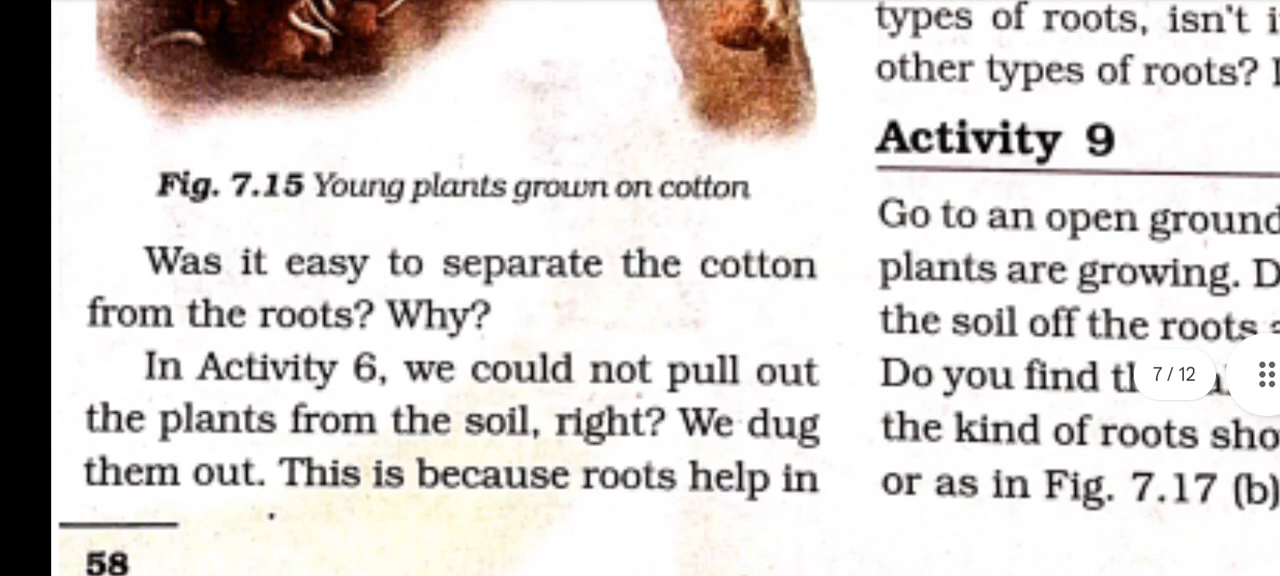 Fig. 7.15 Young plants grown on cotton
Was it easy to separate the cotton
from the roots? Why?
In Activity 6, we could not pull out
the plants from the soil, right? We dug
them out. This is because roots help in
58
types of roots, isn't
other types of roots?
Activity 9
Go to an open ground
plants are growing.
the soil off the roots
Do you find
the kind of roots
or as in Fig. 7.17 (b)
7 / 12